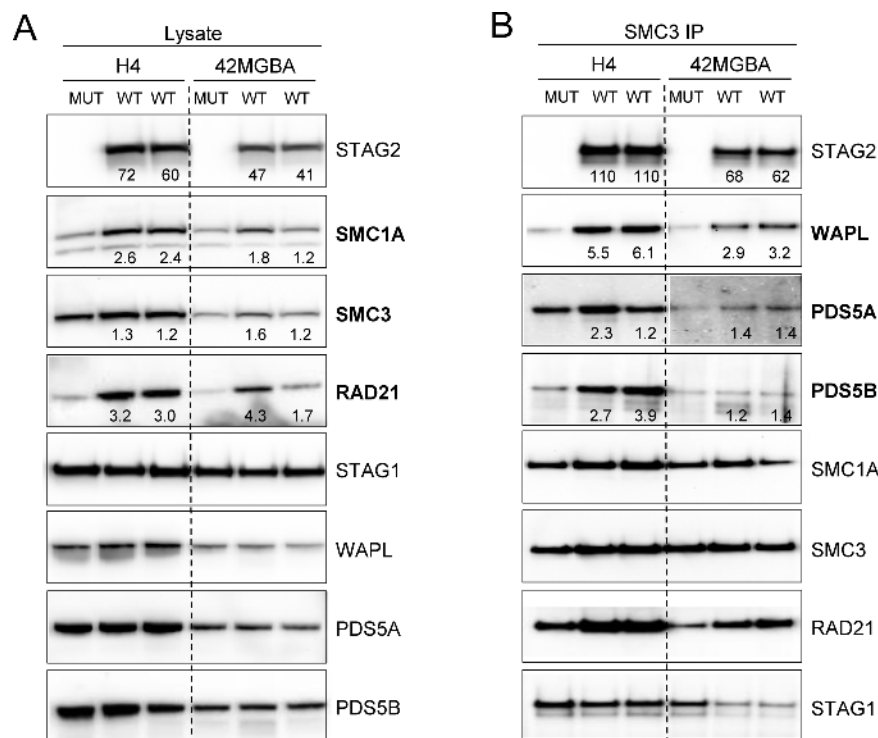 A
Lysate
H4 42MGBA
MUT WT WT MUT WT WT
STAG2
72 60 47 41
SMC1A
2.6 2.4 1.8 1.2
SMC3
1.3 1.2 1.6 1.2
RAD21
3.2 3.0 4.3 1.7
STAG1
WAPL
PDS5A
PDS5B
B
SMC3 IP
H4 42MGBA
MUT WT WT MUT WT WT
STAG2
110 110 68 62
WAPL
5.5 6.1 2.9 3.2
PDS5A
2.3 1.2 1.4 1.4
PDS5B
2.7 3.9 1.2 1.4
SMC1A
SMC3
RAD21
STAG1